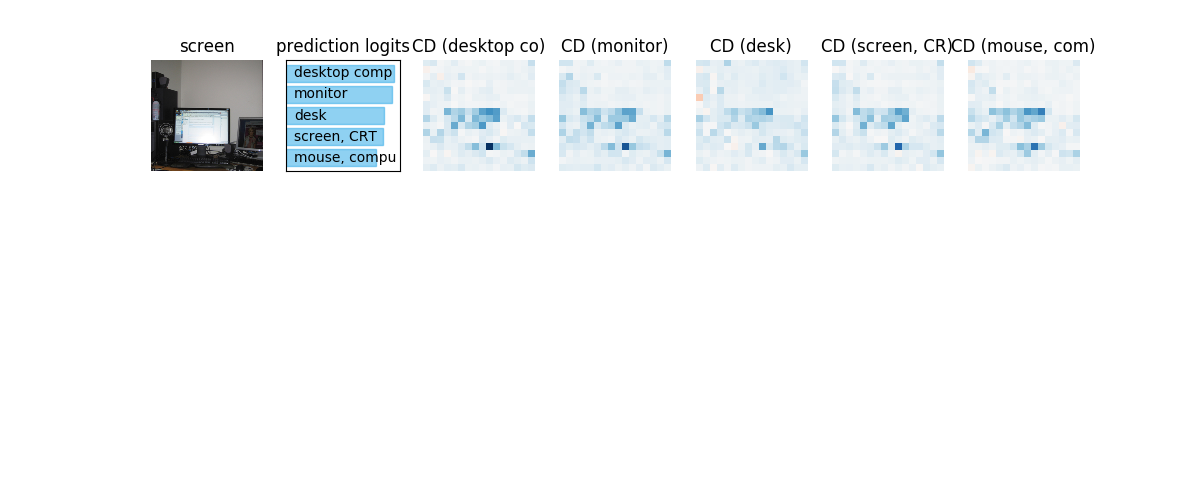 screen
prediction logits
CD (desktop co)
CD (monitor)
CD (desk)
CD (screen, CR)
CD (mouse, com)
desktop comp
monitor
desk
screen, CRT
mouse, compu